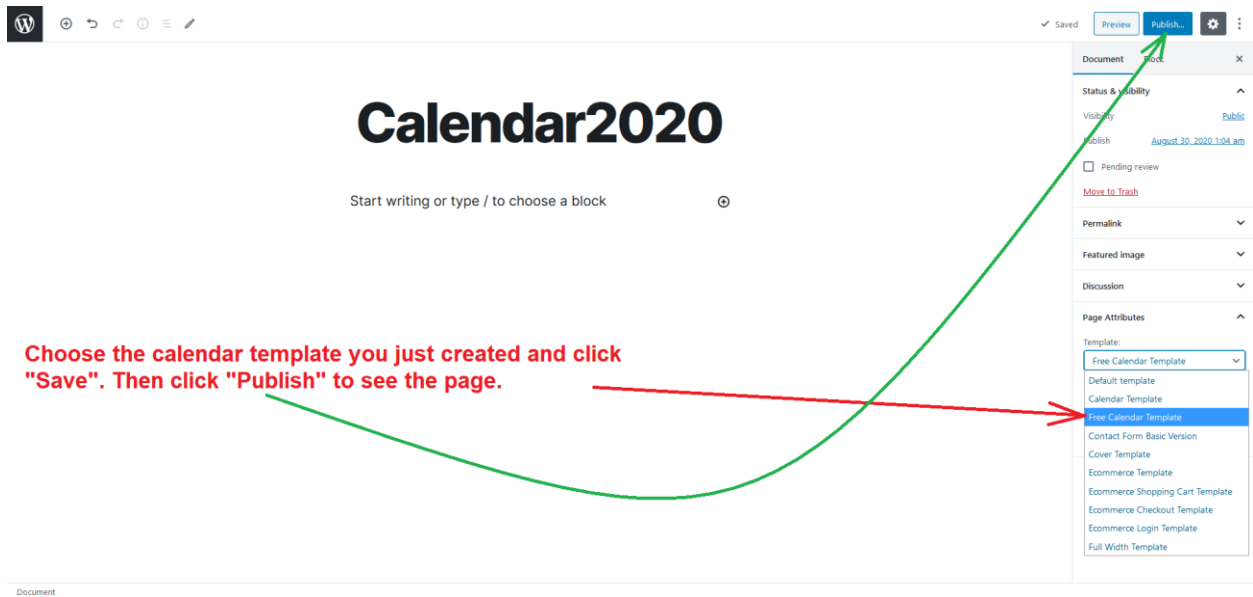 Saved
Preview
Publish...
Document
Block
Calendar2020
Status & visibility
Visibility
Public
Publish
August 30, 2020 1:04 am
Pending review
Move to Trash
Start writing or type / to choose a block
Permalink
Featured image
Discussion
Page Attributes
Template:
Free Calendar Template
Default template
Calendar Template
Free Calendar Template
Contact Form Basic Version
Cover Template
Ecommerce Template
Ecommerce Shopping Cart Template
Ecommerce Checkout Template
Ecommerce Login Template
Full Width Template
Choose the calendar template you just created and click
"Save". Then click "Publish" to see the page.
Document